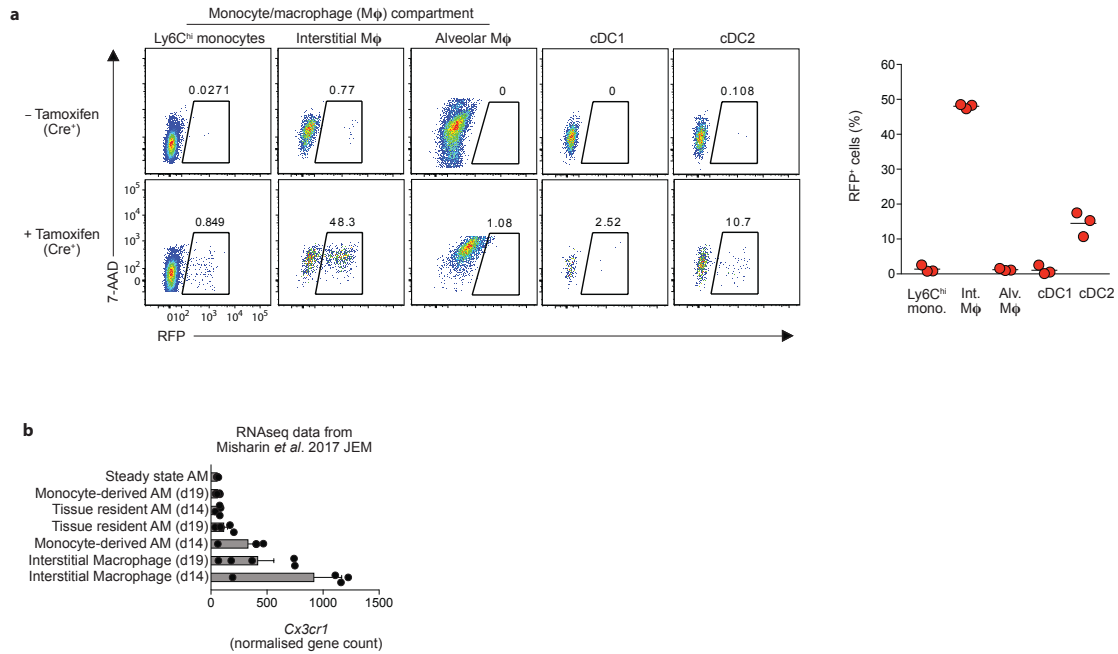 a
Monocyte/macrophage (Mϕ) compartment
Ly6Chi monocytes
Interstitial Mϕ
Alveolar Mϕ
cDC1
cDC2
– Tamoxifen
(Cre+)
0.0271
0.77
0
0
0.108
+ Tamoxifen
(Cre+)
105
104
103
102
0
0.849
48.3
1.08
2.52
10.7
7-AAD
0 102 103 104 105
RFP
60
50
40
30
20
10
0
RFP+ cells (%)
Ly6Chi
mono.
Int.
Mϕ
Alv.
Mϕ
cDC1
cDC2
b
RNAseq data from
Misharin et al. 2017 JEM
Steady state AM
Monocyte-derived AM (d19)
Tissue resident AM (d14)
Tissue resident AM (d19)
Monocyte-derived AM (d14)
Interstitial Macrophage (d19)
Interstitial Macrophage (d14)
0 500 1000 1500
Cx3cr1
(normalised gene count)